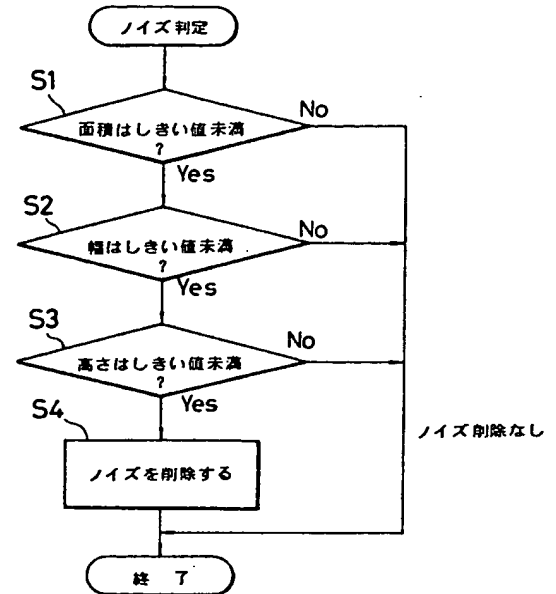 ノイズ判定
S1
No
面積はしきい値未満
?
Yes
S2
No
幅はしきい値未満
?
Yes
S3
No
高さはしきい値未満
?
Yes
S4
ノイズ削除なし
ノイズを削除する
終 了